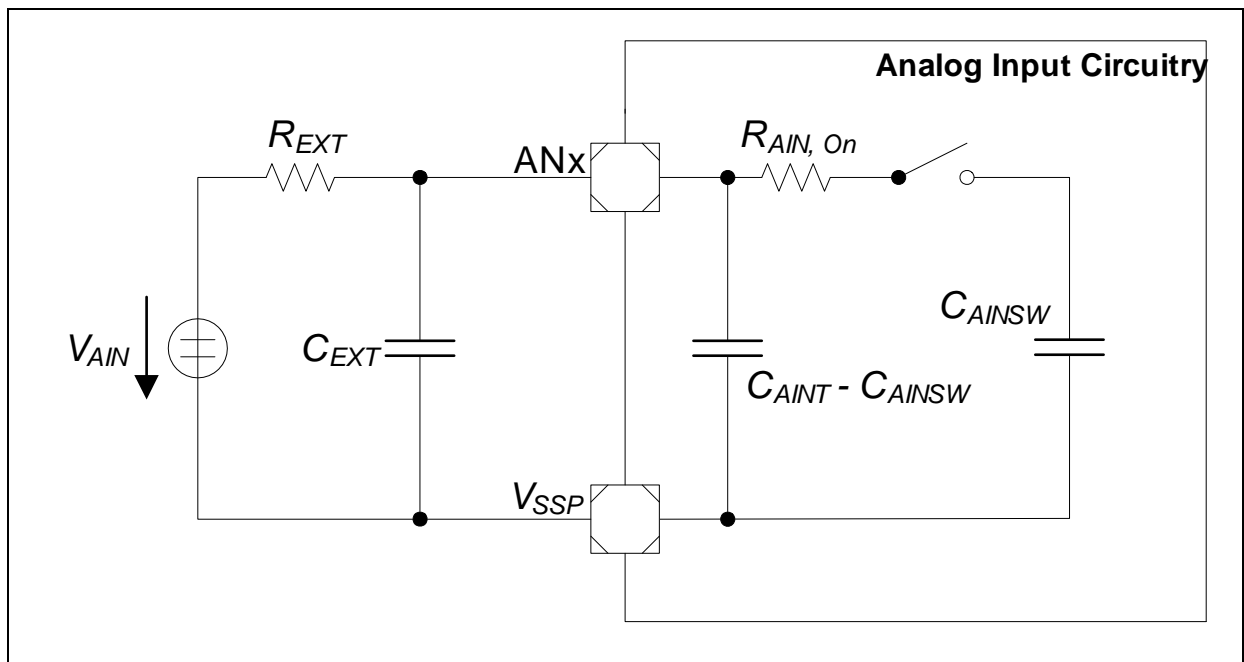 Analog Input Circuitry
R_EXT
ANx
R_AIN, On
V_AIN
C_EXT
C_AINSW
C_AINT - C_AINSW
V_SSP